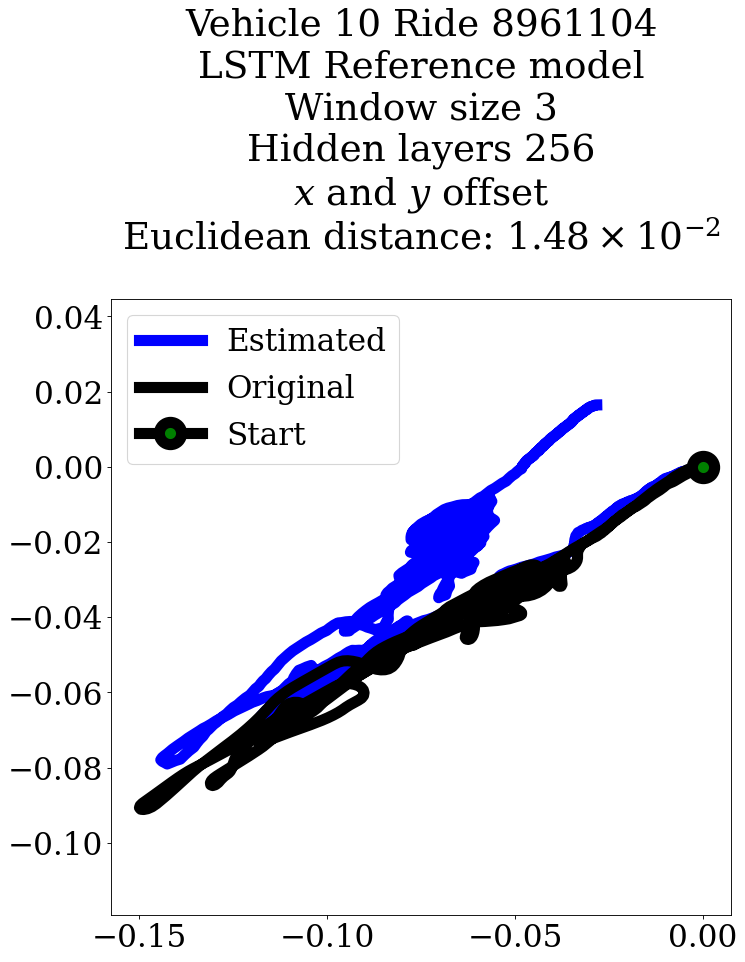 Vehicle 10 Ride 8961104
LSTM Reference model
Window size 3
Hidden layers 256
x and y offset
Euclidean distance: 1.48 × 10⁻²
Estimated
Original
Start
0.04
0.02
0.00
−0.02
−0.04
−0.06
−0.08
−0.10
−0.15 −0.10 −0.05 0.00